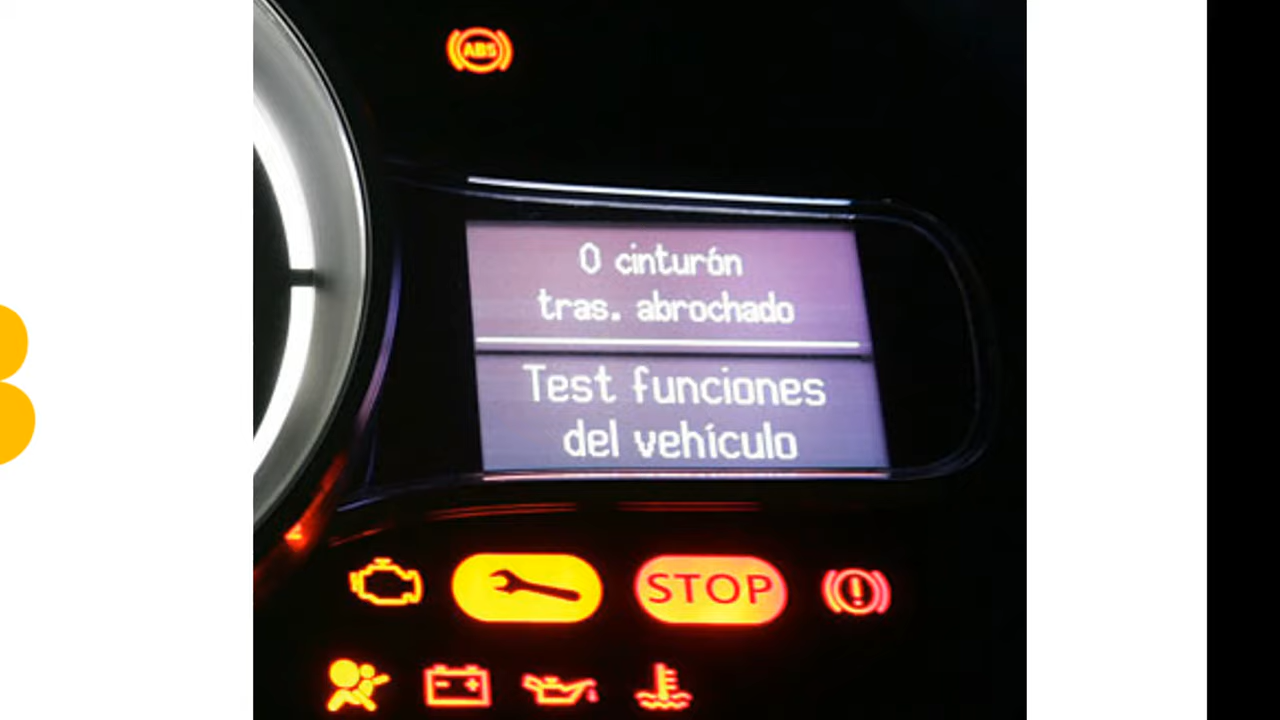 ABS
0 cinturón
tras. abrochado
Test funciones
del vehículo
STOP